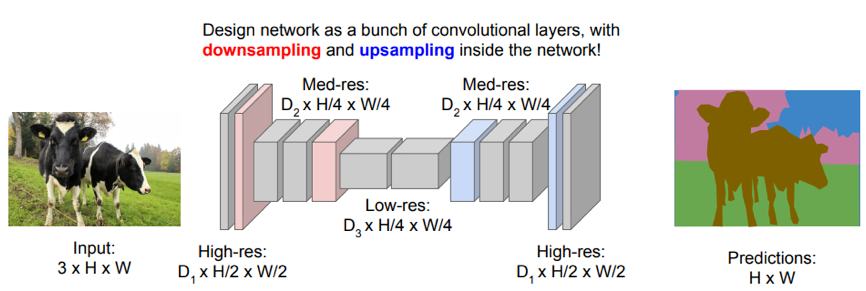 Design network as a bunch of convolutional layers, with
downsampling and upsampling inside the network!
Med-res:
D₂ x H/4 x W/4
Med-res:
D₂ x H/4 x W/4
Low-res:
D₃ x H/4 x W/4
Input:
3 x H x W
High-res:
D₁ x H/2 x W/2
High-res:
D₁ x H/2 x W/2
Predictions:
H x W